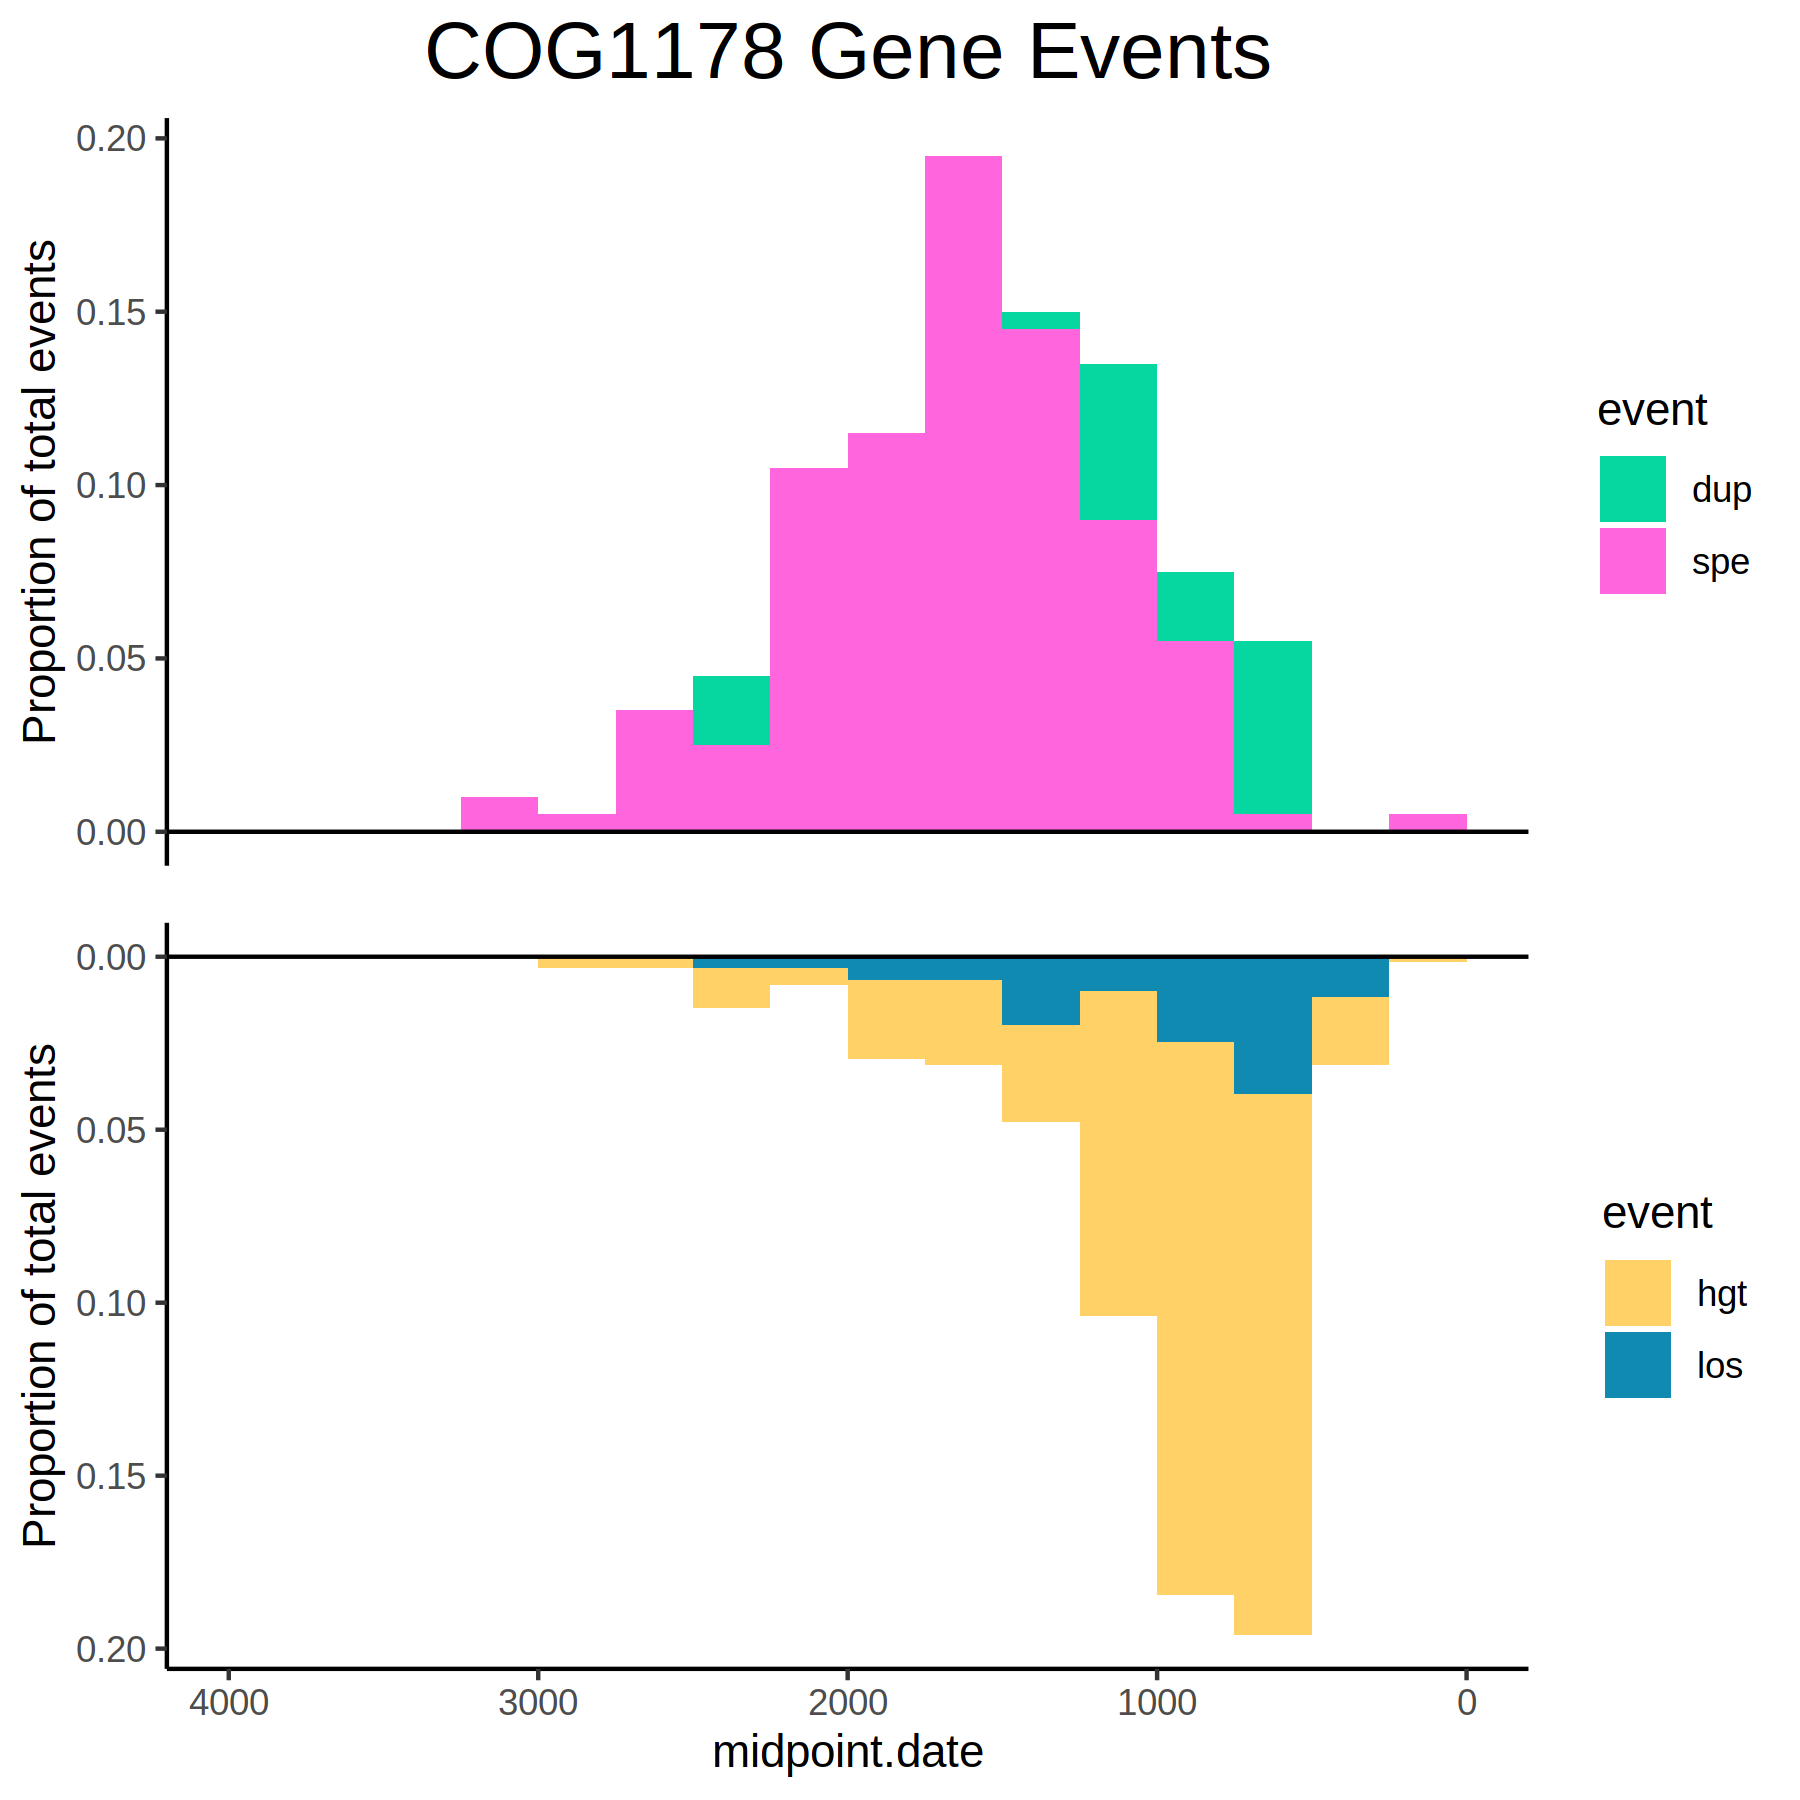 COG1178 Gene Events
Proportion of total events
0.20
0.15
0.10
0.05
0.00
event
dup
spe
Proportion of total events
0.00
0.05
0.10
0.15
0.20
event
hgt
los
4000 3000 2000 1000 0
midpoint.date